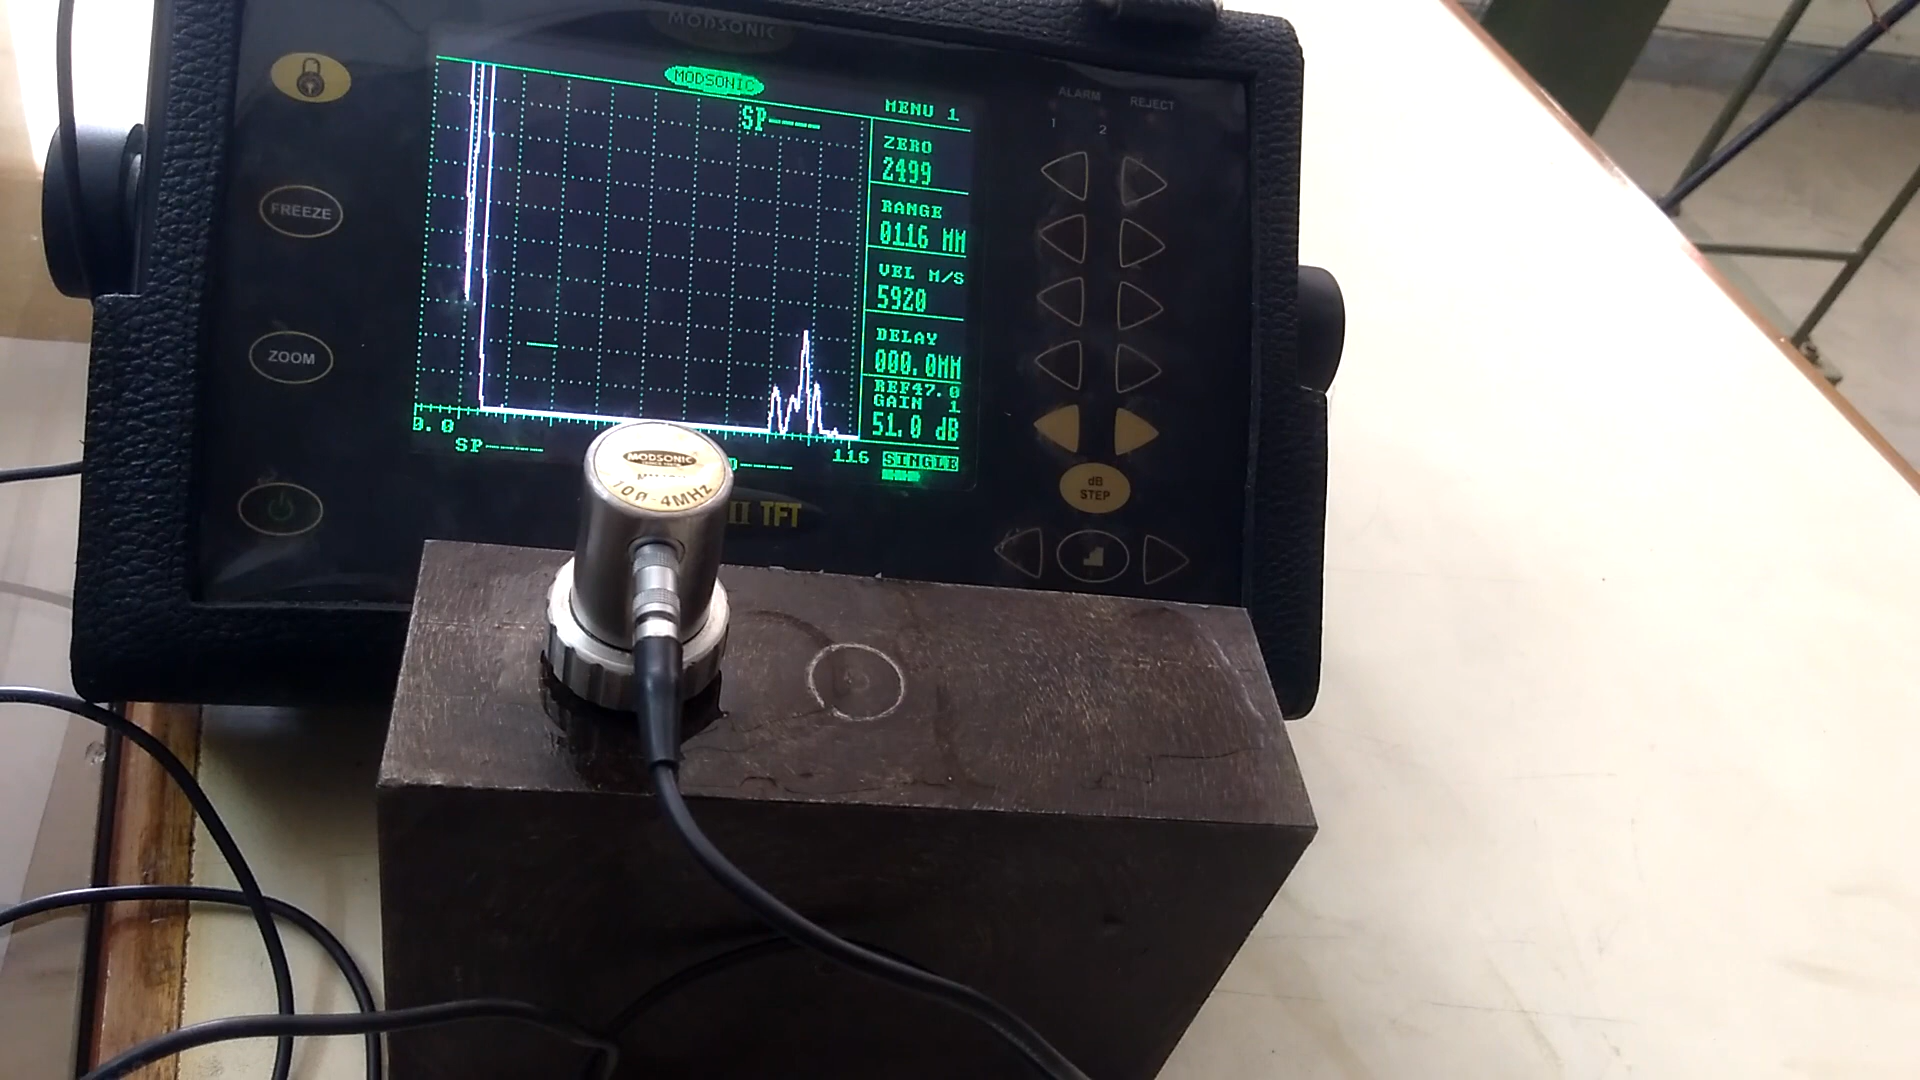 MODSONIC
MODSONIC
MENU 1
SP----
ZERO
2499
RANGE
0116 MM
VEL M/S
5920
DELAY
000.0MM
REF47.0
GAIN 1
51.0 dB
0.0
116
SP-----
SINGLE
ALARM
REJECT
1
2
FREEZE
ZOOM
dB
STEP
II TFT
MODSONIC
100-4MHZ